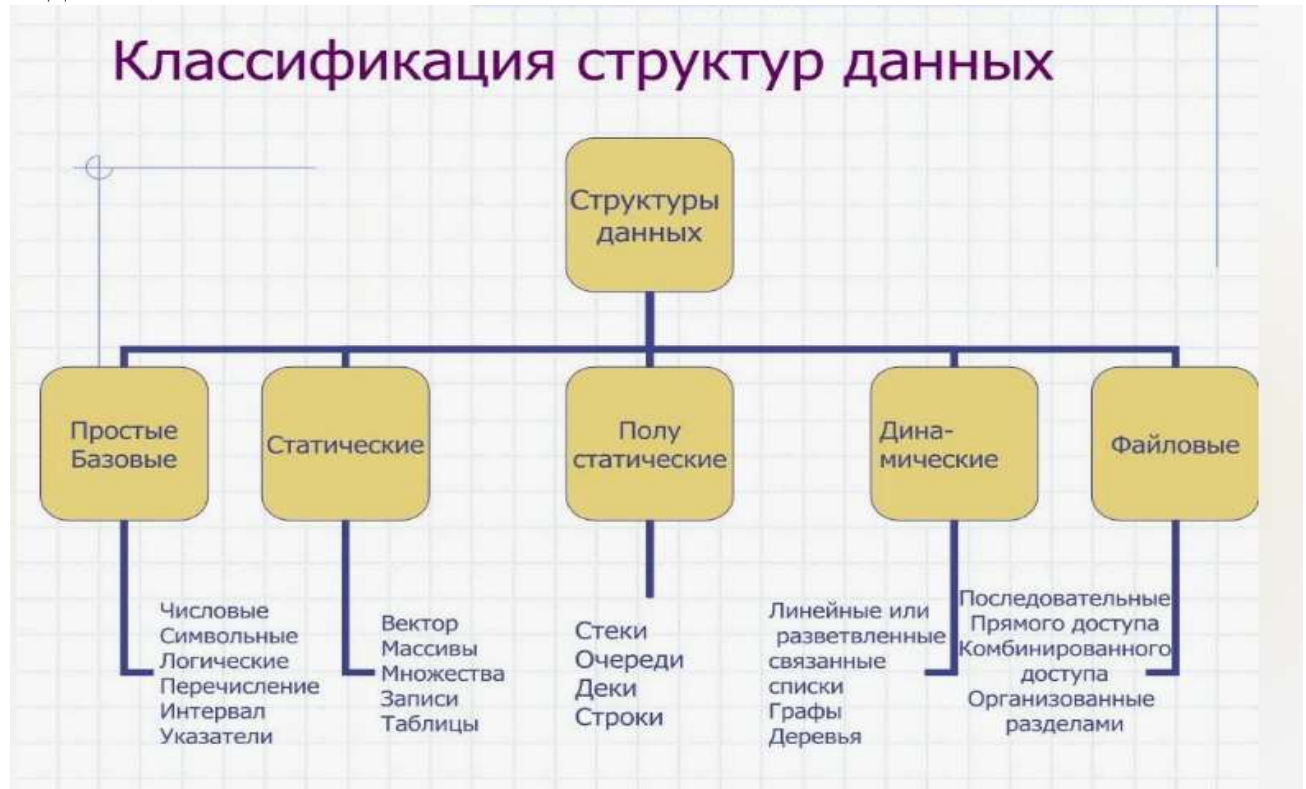 Классификация структур данных
Структуры
данных
Простые
Базовые
Статические
Полу
статические
Дина-
мические
Файловые
Числовые
Символьные
Логические
Перечисление
Интервал
Указатели
Вектор
Массивы
Множества
Записи
Таблицы
Стеки
Очереди
Деки
Строки
Линейные или
разветвленные
связанные
списки
Графы
Деревья
Последовательные
Прямого доступа
Комбинированного
доступа
Организованные
разделами